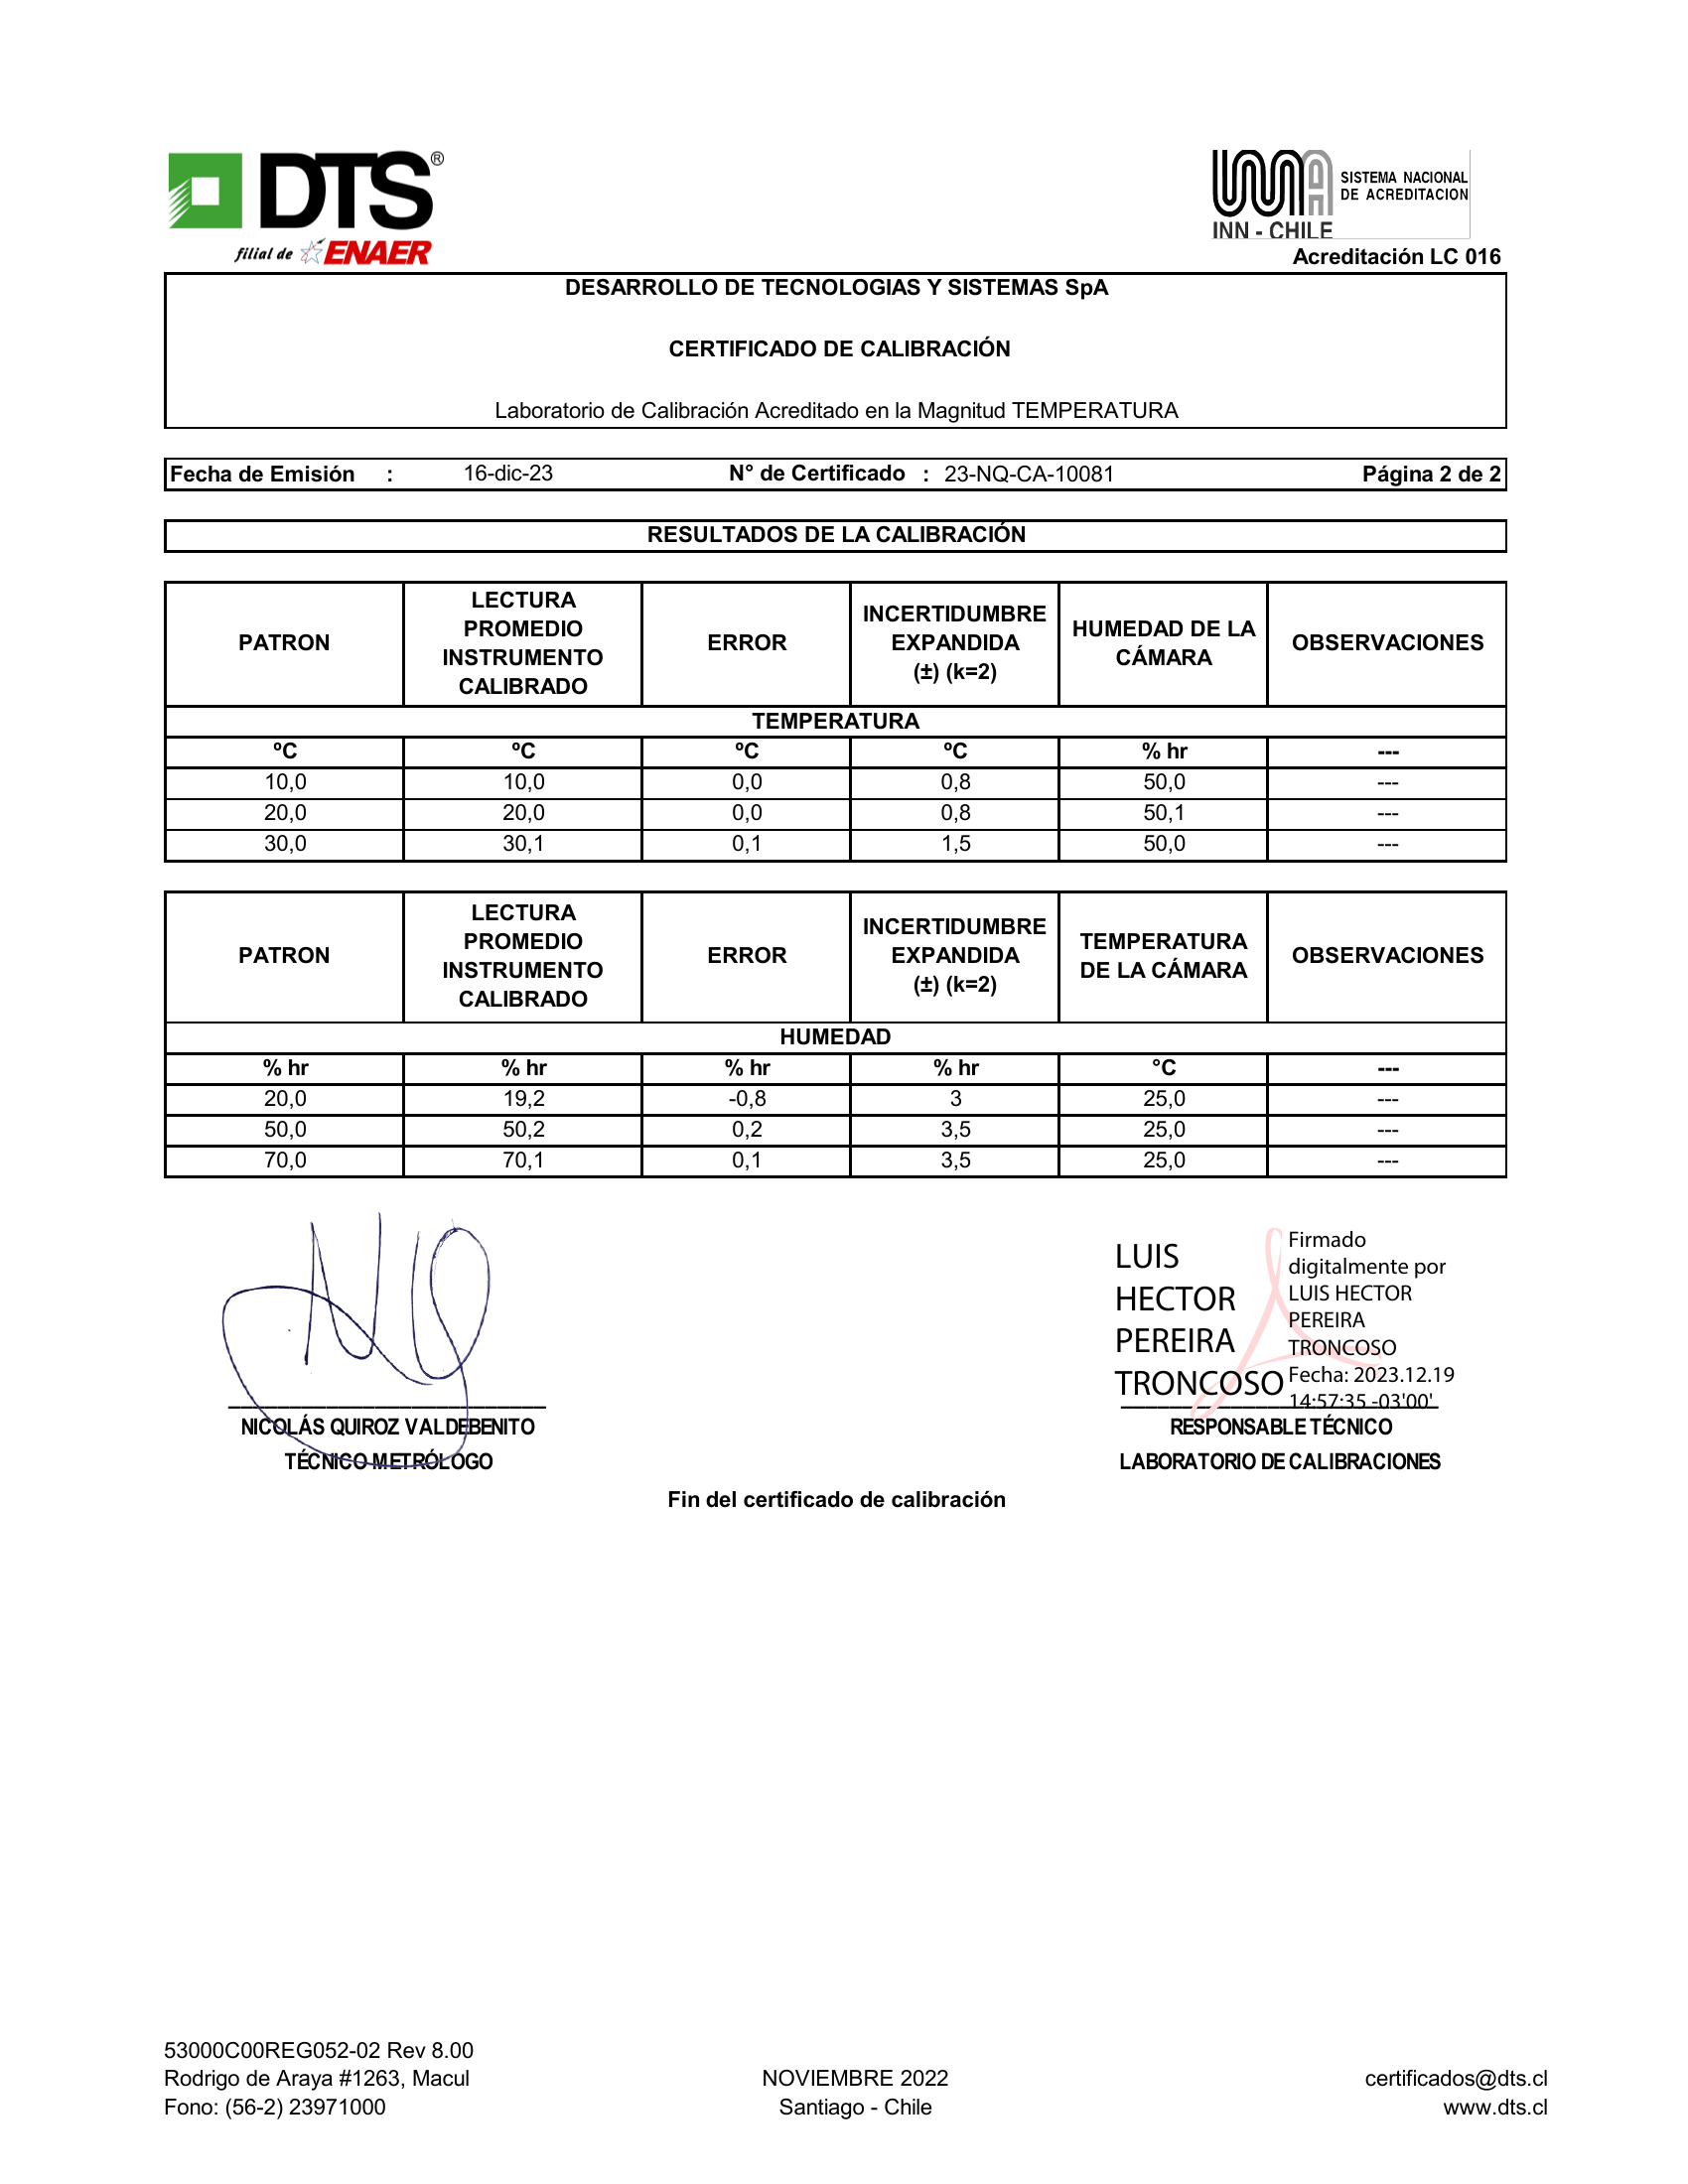 DTS®
filial de ENAER
SISTEMA NACIONAL
DE ACREDITACION
INN - CHILE
Acreditación LC 016
DESARROLLO DE TECNOLOGIAS Y SISTEMAS SpA
CERTIFICADO DE CALIBRACIÓN
Laboratorio de Calibración Acreditado en la Magnitud TEMPERATURA
Fecha de Emisión : 16-dic-23 N° de Certificado : 23-NQ-CA-10081 Página 2 de 2
RESULTADOS DE LA CALIBRACIÓN
PATRON
LECTURA
PROMEDIO
INSTRUMENTO
CALIBRADO
ERROR
INCERTIDUMBRE
EXPANDIDA
(±) (k=2)
HUMEDAD DE LA
CÁMARA
OBSERVACIONES
TEMPERATURA
ºC ºC ºC ºC % hr ---
10,0 10,0 0,0 0,8 50,0 ---
20,0 20,0 0,0 0,8 50,1 ---
30,0 30,1 0,1 1,5 50,0 ---
PATRON
LECTURA
PROMEDIO
INSTRUMENTO
CALIBRADO
ERROR
INCERTIDUMBRE
EXPANDIDA
(±) (k=2)
TEMPERATURA
DE LA CÁMARA
OBSERVACIONES
HUMEDAD
% hr % hr % hr % hr °C ---
20,0 19,2 -0,8 3 25,0 ---
50,0 50,2 0,2 3,5 25,0 ---
70,0 70,1 0,1 3,5 25,0 ---
NICOLÁS QUIROZ VALDEBENITO
TÉCNICO METRÓLOGO
LUIS
HECTOR
PEREIRA
TRONCOSO
Firmado
digitalmente por
LUIS HECTOR
PEREIRA
TRONCOSO
Fecha: 2023.12.19
14:57:35 -03'00'
RESPONSABLE TÉCNICO
LABORATORIO DE CALIBRACIONES
Fin del certificado de calibración
53000C00REG052-02 Rev 8.00
Rodrigo de Araya #1263, Macul NOVIEMBRE 2022 certificados@dts.cl
Fono: (56-2) 23971000 Santiago - Chile www.dts.cl